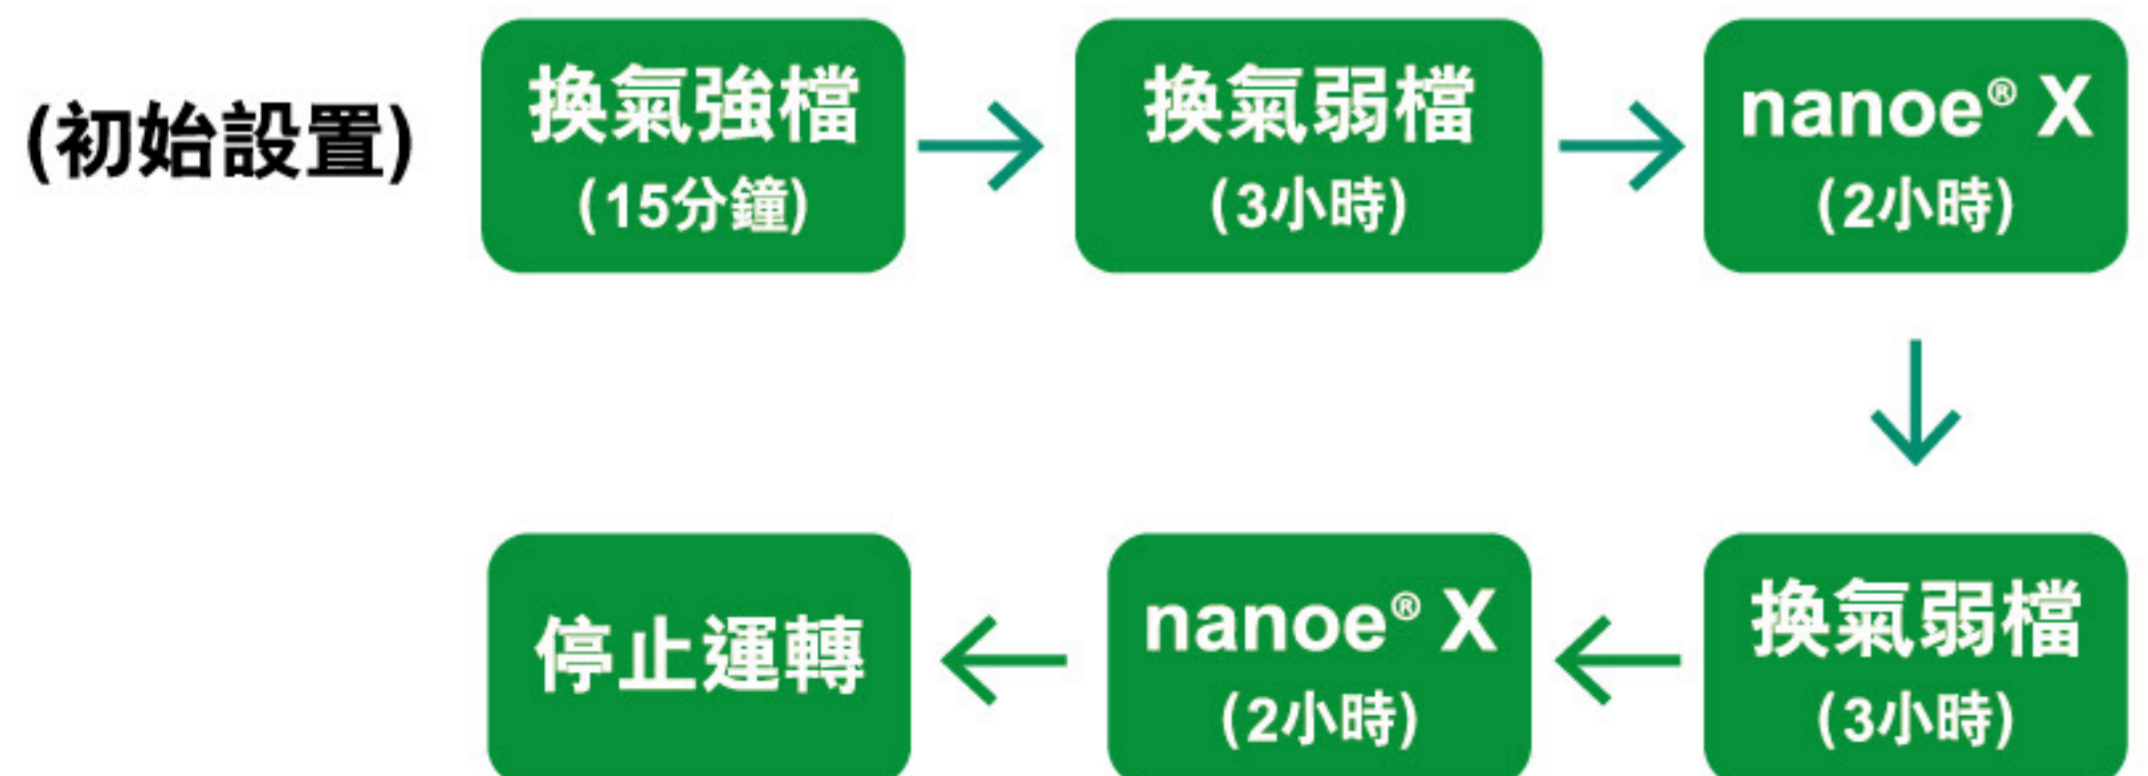 (初始設置)
換氣強檔
(15分鐘)
換氣弱檔
(3小時)
nanoe® X
(2小時)
換氣弱檔
(3小時)
nanoe® X
(2小時)
停止運轉